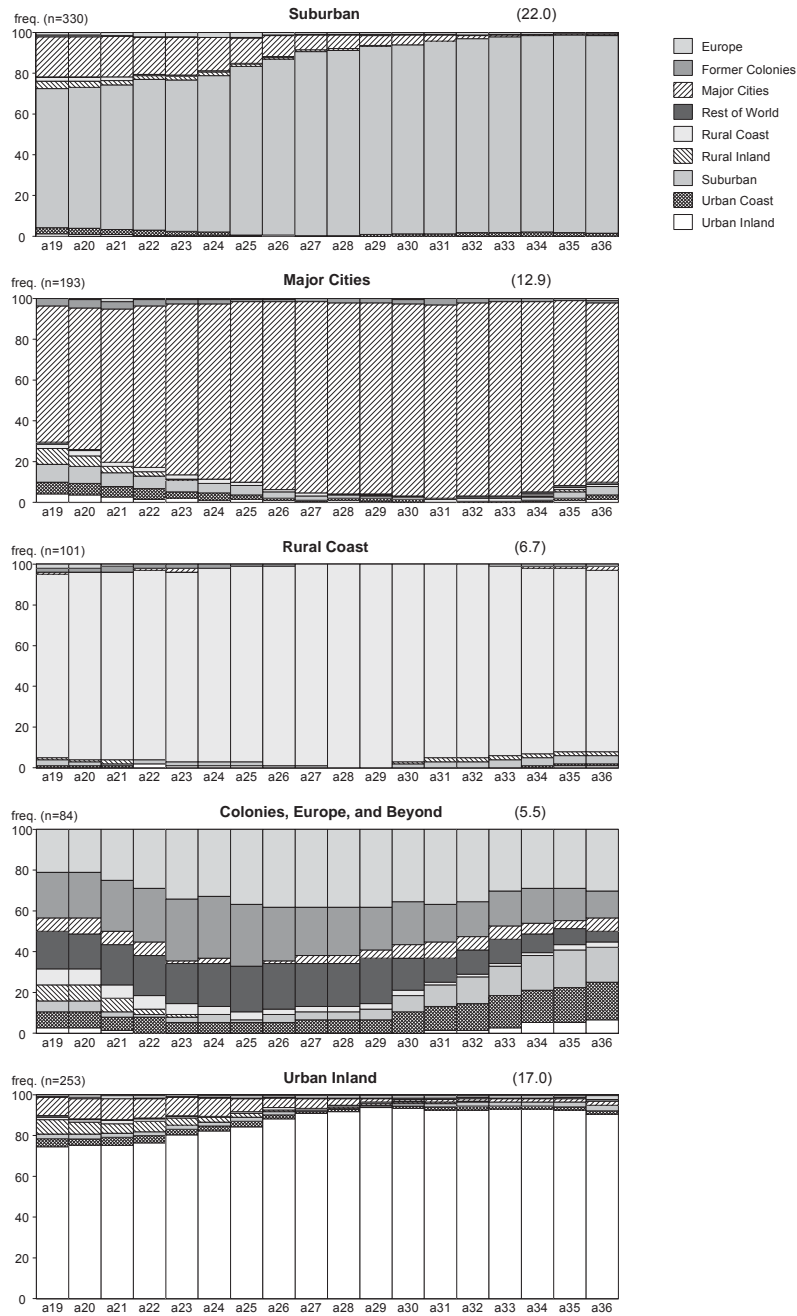 freq. (n=330) Suburban (22.0)
100
80
60
40
20
0
a19 a20 a21 a22 a23 a24 a25 a26 a27 a28 a29 a30 a31 a32 a33 a34 a35 a36
Europe
Former Colonies
Major Cities
Rest of World
Rural Coast
Rural Inland
Suburban
Urban Coast
Urban Inland
freq. (n=193) Major Cities (12.9)
100
80
60
40
20
0
a19 a20 a21 a22 a23 a24 a25 a26 a27 a28 a29 a30 a31 a32 a33 a34 a35 a36
freq. (n=101) Rural Coast (6.7)
100
80
60
40
20
0
a19 a20 a21 a22 a23 a24 a25 a26 a27 a28 a29 a30 a31 a32 a33 a34 a35 a36
freq. (n=84) Colonies, Europe, and Beyond (5.5)
100
80
60
40
20
0
a19 a20 a21 a22 a23 a24 a25 a26 a27 a28 a29 a30 a31 a32 a33 a34 a35 a36
freq. (n=253) Urban Inland (17.0)
100
80
60
40
20
0
a19 a20 a21 a22 a23 a24 a25 a26 a27 a28 a29 a30 a31 a32 a33 a34 a35 a36